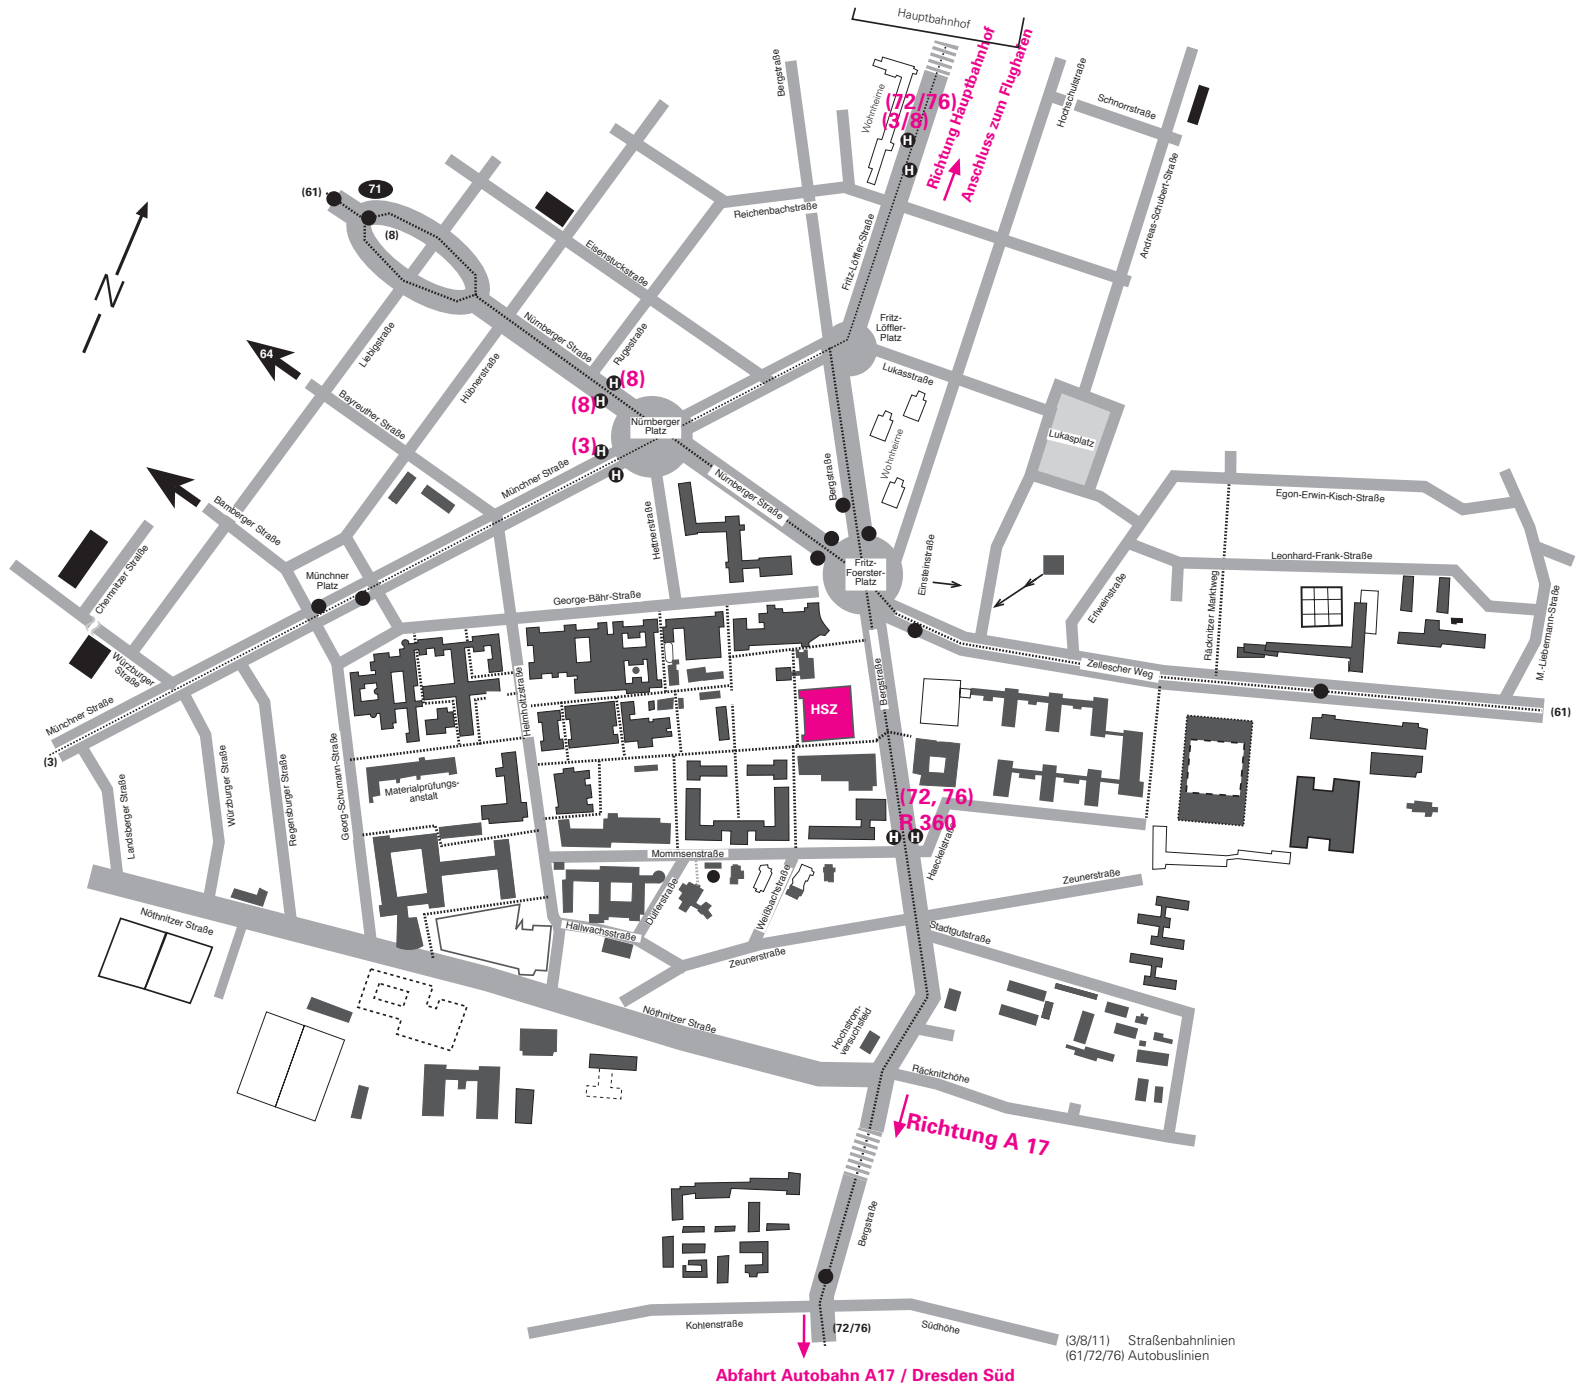 Hauptbahnhof
Richtung Hauptbahnhof
Anschluss zum Flughafen
Bergstraße
Wohnheime
(72/76)
(3/8)
Hochschulstraße
Schnorrstraße
Andreas-Schubert-Straße
H
H
(61)
71
(8)
Reichenbachstraße
Fritz-Löffler-Straße
Eisenstuckstraße
N
Nürnberger Straße
Rugestraße
Liebigstraße
Hübnerstraße
64
Fritz-
Löffler-
Platz
Lukasstraße
H
(8)
(8)
H
Bayreuther Straße
Nürnberger
Platz
(3)
H
H
Münchner Straße
Nürnberger Straße
Bergstraße
Wohnheime
Lukasplatz
Egon-Erwin-Kisch-Straße
Bamberger Straße
Hettnerstraße
Leonhard-Frank-Straße
Chemnitzer Straße
Münchner
Platz
Fritz-
Foerster-
Platz
Einsteinstraße
George-Bähr-Straße
Erlweinstraße
Räcknitzer Marktweg
M.-Liebermann-Straße
Würzburger
Straße
Zellescher Weg
Münchner Straße
(3)
Helmholtzstraße
Bergstraße
HSZ
(61)
Landsberger Straße
Würzburger Straße
Regensburger Straße
Georg-Schumann-Straße
Materialprüfungs-
anstalt
(72, 76)
R 360
H
H
Haeckelstraße
Mommsenstraße
Zeunerstraße
Dülferstraße
Weißbachstraße
Nöthnitzer Straße
Hallwachsstraße
Zeunerstraße
Stadtgutstraße
Nöthnitzer Straße
Hochstrom-
versuchsfeld
Räcknitzhöhe
Richtung A 17
Bergstraße
Kohlenstraße
(72/76)
Südhöhe
(3/8/11) Straßenbahnlinien
(61/72/76) Autobuslinien
Abfahrt Autobahn A17 / Dresden Süd